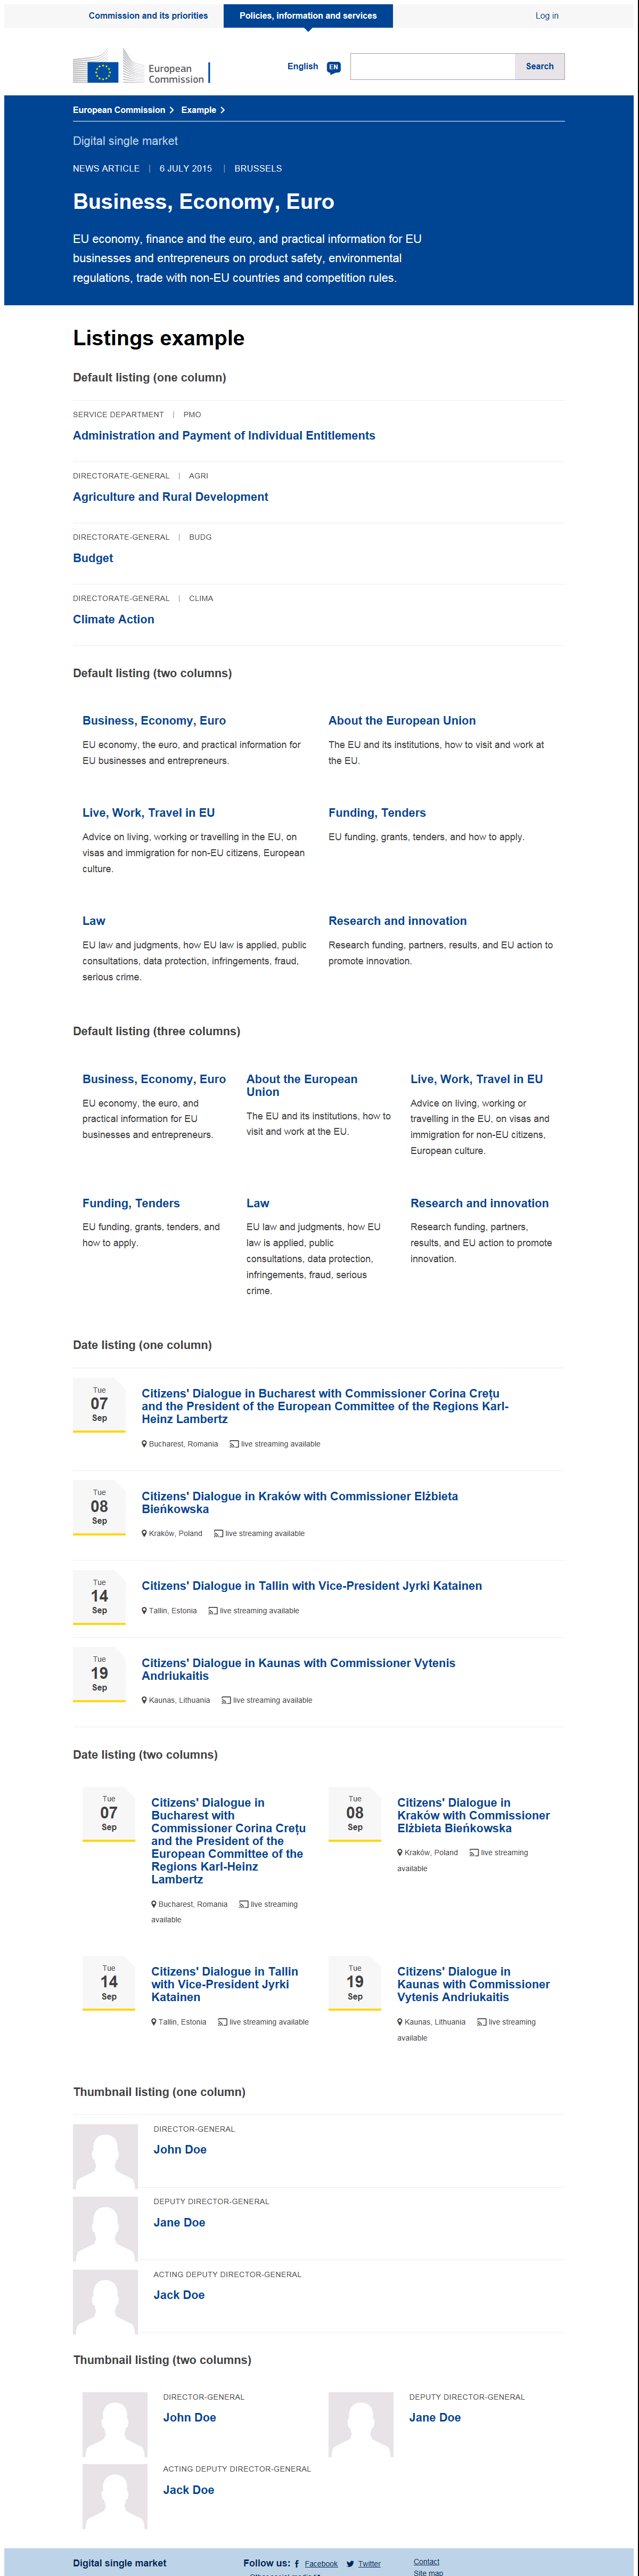 Commission and its priorities
Policies, information and services
Log in
European
Commission
English
EN
Search
European Commission
Example
Digital single market
NEWS ARTICLE | 6 JULY 2015 | BRUSSELS
Business, Economy, Euro
EU economy, finance and the euro, and practical information for EU
businesses and entrepreneurs on product safety, environmental
regulations, trade with non-EU countries and competition rules.
Listings example
Default listing (one column)
SERVICE DEPARTMENT | PMO
Administration and Payment of Individual Entitlements
DIRECTORATE-GENERAL | AGRI
Agriculture and Rural Development
DIRECTORATE-GENERAL | BUDG
Budget
DIRECTORATE-GENERAL | CLIMA
Climate Action
Default listing (two columns)
Business, Economy, Euro
EU economy, the euro, and practical information for
EU businesses and entrepreneurs.
About the European Union
The EU and its institutions, how to visit and work at
the EU.
Live, Work, Travel in EU
Advice on living, working or travelling in the EU, on
visas and immigration for non-EU citizens, European
culture.
Funding, Tenders
EU funding, grants, tenders, and how to apply.
Law
EU law and judgments, how EU law is applied, public
consultations, data protection, infringements, fraud,
serious crime.
Research and innovation
Research funding, partners, results, and EU action to
promote innovation.
Default listing (three columns)
Business, Economy, Euro
EU economy, the euro, and
practical information for EU
businesses and entrepreneurs.
About the European
Union
The EU and its institutions, how to
visit and work at the EU.
Live, Work, Travel in EU
Advice on living, working or
travelling in the EU, on visas and
immigration for non-EU citizens,
European culture.
Funding, Tenders
EU funding, grants, tenders, and
how to apply.
Law
EU law and judgments, how EU
law is applied, public
consultations, data protection,
infringements, fraud, serious
crime.
Research and innovation
Research funding, partners,
results, and EU action to promote
innovation.
Date listing (one column)
Tue
07
Sep
Citizens' Dialogue in Bucharest with Commissioner Corina Crețu
and the President of the European Committee of the Regions Karl-
Heinz Lambertz
Bucharest, Romania live streaming available
Tue
08
Sep
Citizens' Dialogue in Kraków with Commissioner Elżbieta
Bieńkowska
Kraków, Poland live streaming available
Tue
14
Sep
Citizens' Dialogue in Tallin with Vice-President Jyrki Katainen
Tallin, Estonia live streaming available
Tue
19
Sep
Citizens' Dialogue in Kaunas with Commissioner Vytenis
Andriukaitis
Kaunas, Lithuania live streaming available
Date listing (two columns)
Tue
07
Sep
Citizens' Dialogue in
Bucharest with
Commissioner Corina Crețu
and the President of the
European Committee of the
Regions Karl-Heinz
Lambertz
Bucharest, Romania live streaming
available
Tue
08
Sep
Citizens' Dialogue in
Kraków with Commissioner
Elżbieta Bieńkowska
Kraków, Poland live streaming
available
Tue
14
Sep
Citizens' Dialogue in Tallin
with Vice-President Jyrki
Katainen
Tallin, Estonia live streaming available
Tue
19
Sep
Citizens' Dialogue in
Kaunas with Commissioner
Vytenis Andriukaitis
Kaunas, Lithuania live streaming
available
Thumbnail listing (one column)
DIRECTOR-GENERAL
John Doe
DEPUTY DIRECTOR-GENERAL
Jane Doe
ACTING DEPUTY DIRECTOR-GENERAL
Jack Doe
Thumbnail listing (two columns)
DIRECTOR-GENERAL
John Doe
DEPUTY DIRECTOR-GENERAL
Jane Doe
ACTING DEPUTY DIRECTOR-GENERAL
Jack Doe
Digital single market
Follow us: Facebook Twitter
Contact
Site map